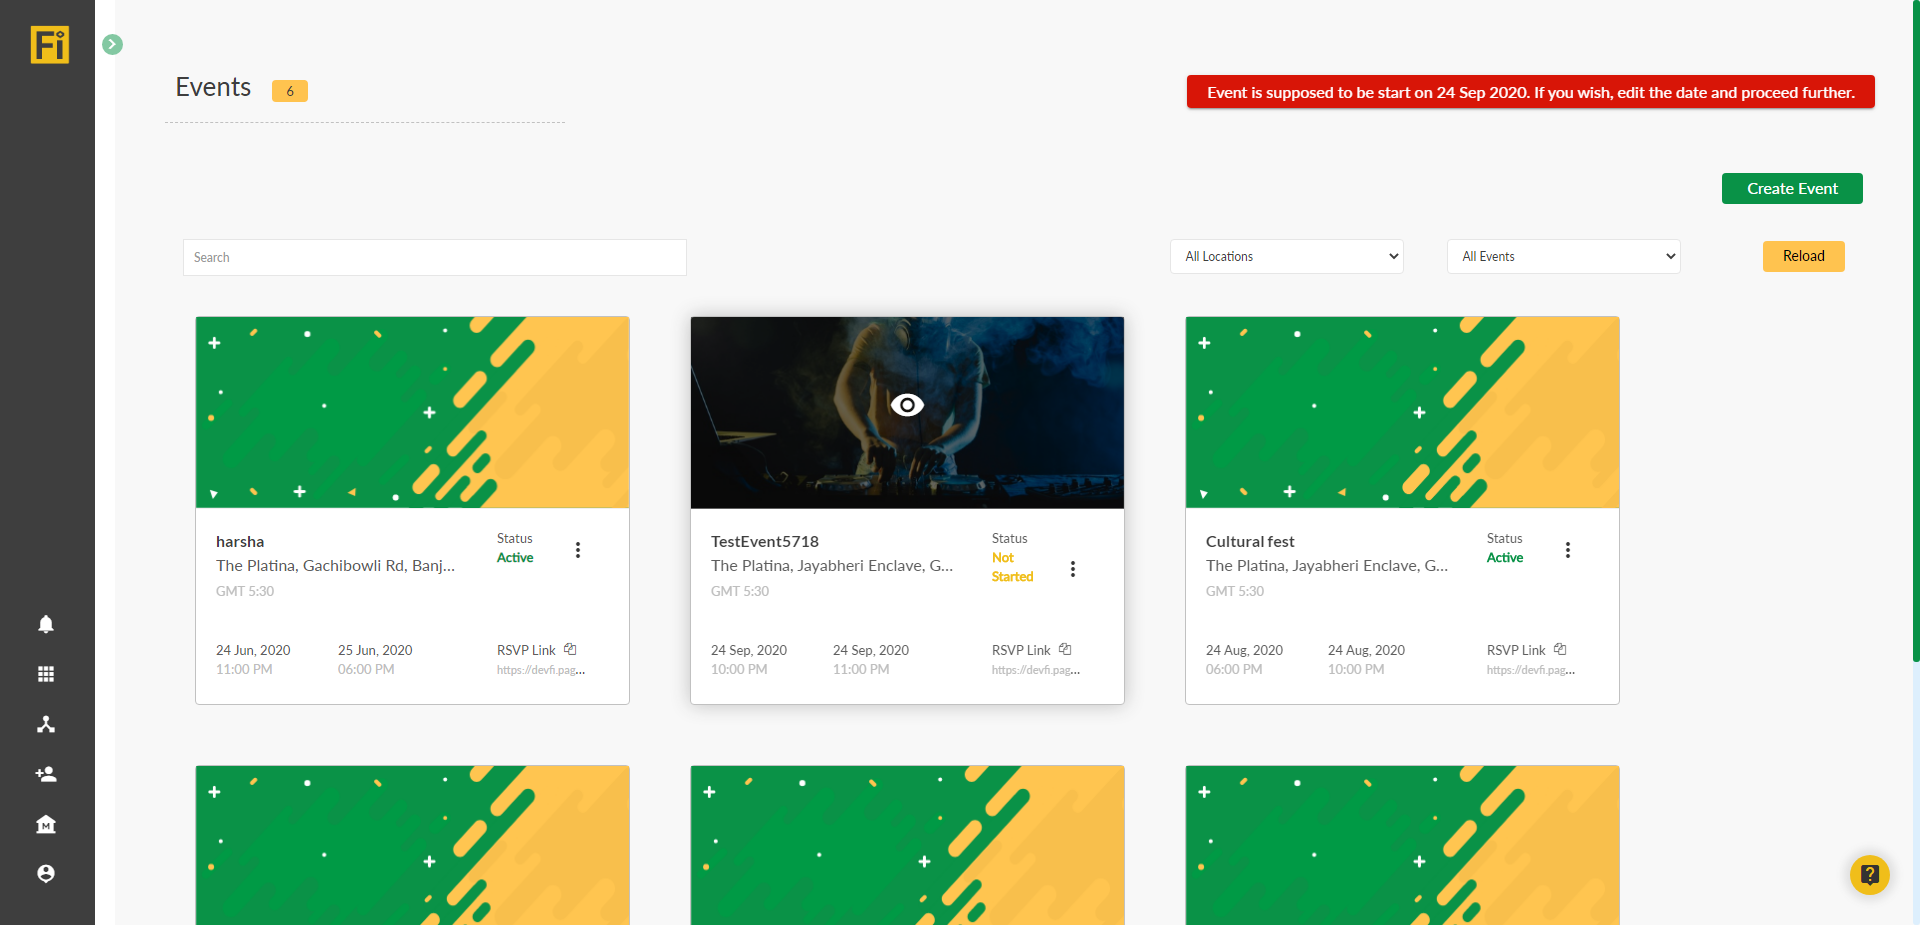 Fi
Events
6
Event is supposed to be start on 24 Sep 2020. If you wish, edit the date and proceed further.
Create Event
Search
All Locations
All Events
Reload
harsha
The Platina, Gachibowli Rd, Banj...
GMT 5:30
Status
Active
24 Jun, 2020
11:00 PM
25 Jun, 2020
06:00 PM
RSVP Link
https://devfi.pag...
TestEvent5718
The Platina, Jayabheri Enclave, G...
GMT 5:30
Status
Not
Started
24 Sep, 2020
10:00 PM
24 Sep, 2020
11:00 PM
RSVP Link
https://devfi.pag...
Cultural fest
The Platina, Jayabheri Enclave, G...
GMT 5:30
Status
Active
24 Aug, 2020
06:00 PM
24 Aug, 2020
10:00 PM
RSVP Link
https://devfi.pag...
M
?